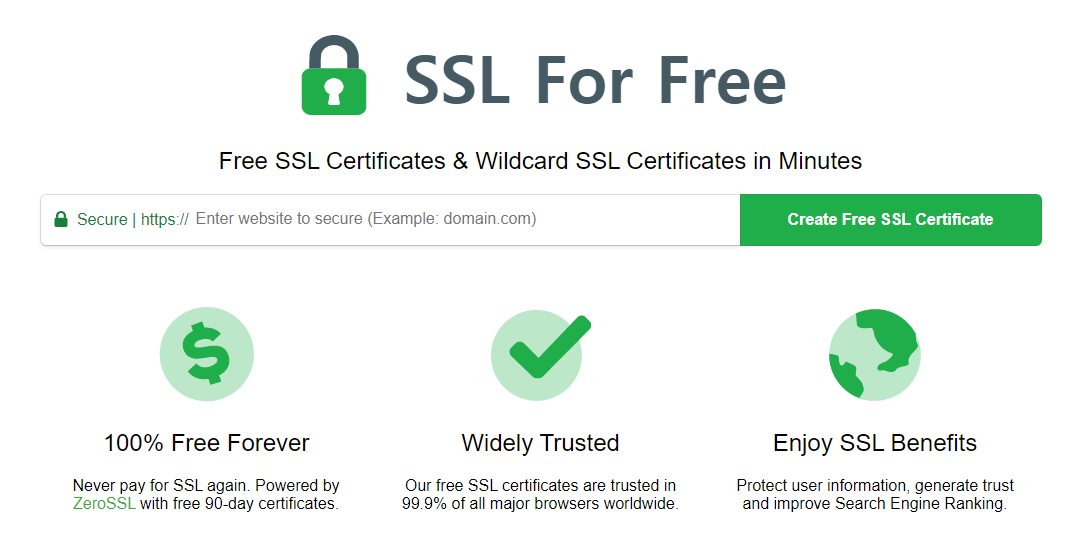 SSL For Free
Free SSL Certificates & Wildcard SSL Certificates in Minutes
Secure | https:// Enter website to secure (Example: domain.com)
Create Free SSL Certificate
100% Free Forever
Never pay for SSL again. Powered by
ZeroSSL with free 90-day certificates.
Widely Trusted
Our free SSL certificates are trusted in
99.9% of all major browsers worldwide.
Enjoy SSL Benefits
Protect user information, generate trust
and improve Search Engine Ranking.